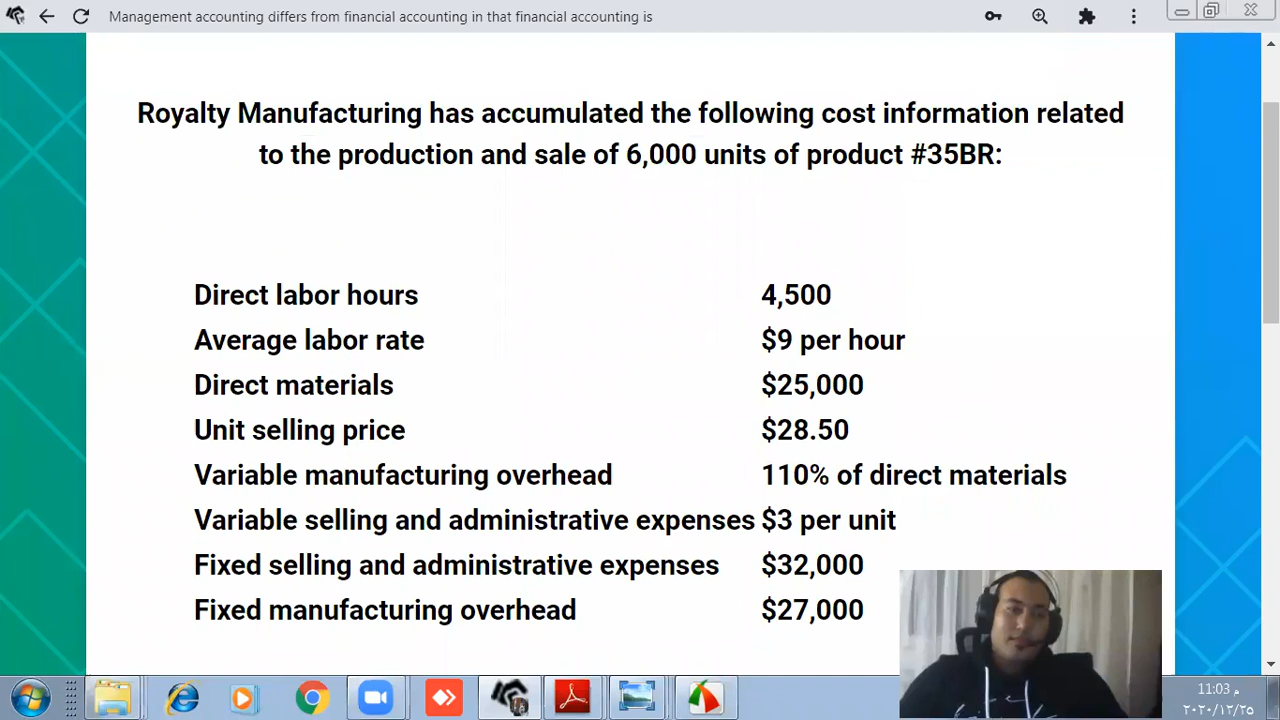 Management accounting differs from financial accounting in that financial accounting is
Royalty Manufacturing has accumulated the following cost information related
to the production and sale of 6,000 units of product #35BR:
Direct labor hours 4,500
Average labor rate $9 per hour
Direct materials $25,000
Unit selling price $28.50
Variable manufacturing overhead 110% of direct materials
Variable selling and administrative expenses $3 per unit
Fixed selling and administrative expenses $32,000
Fixed manufacturing overhead $27,000
11:03 م
٢٠٢٠/١٢/٢٥